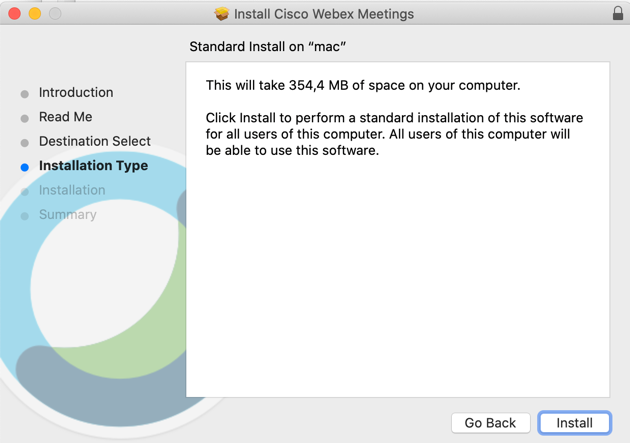 Install Cisco Webex Meetings
Standard Install on “mac”
Introduction
Read Me
Destination Select
Installation Type
Installation
Summary
This will take 354,4 MB of space on your computer.
Click Install to perform a standard installation of this software
for all users of this computer. All users of this computer will
be able to use this software.
Go Back
Install